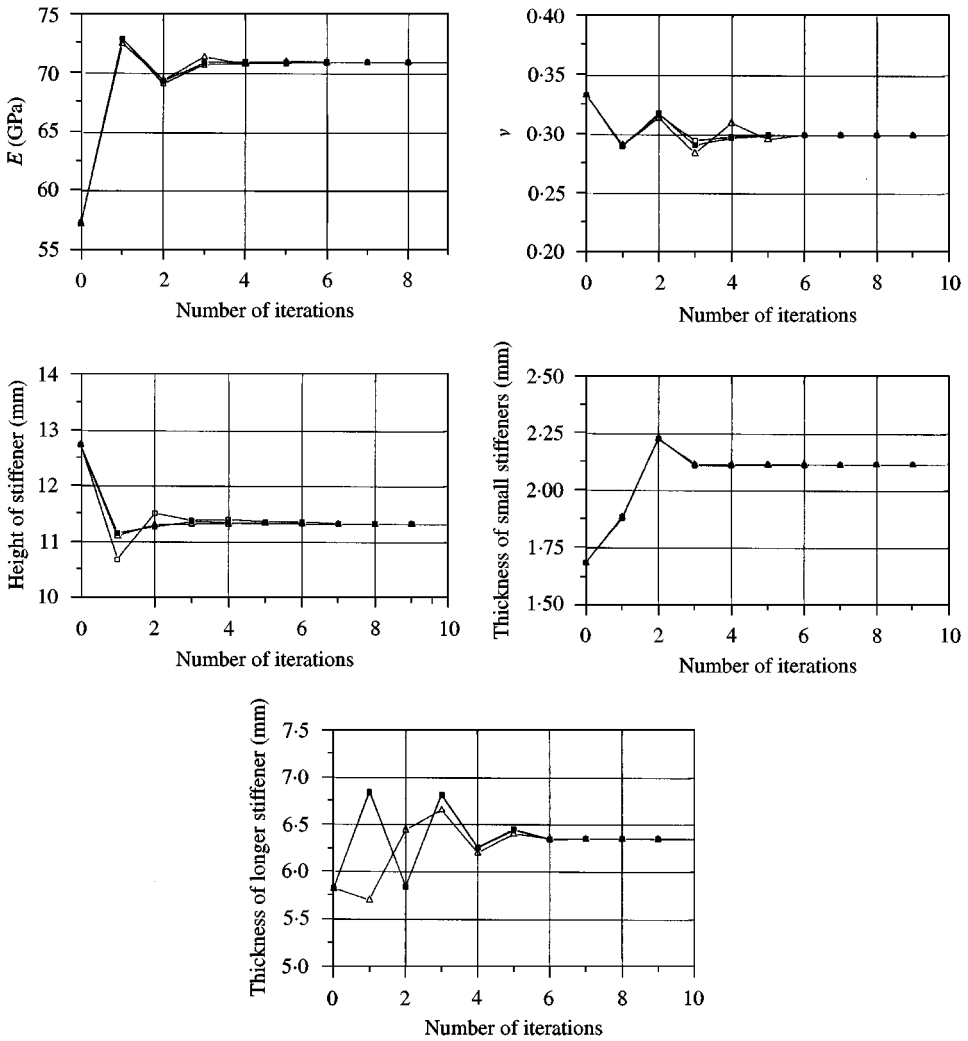 75
70
65
60
55
E (GPa)
0 2 4 6 8
Number of iterations
0·40
0·35
0·30
0·25
0·20
ν
0 2 4 6 8 10
Number of iterations
14
13
12
11
10
Height of stiffener (mm)
0 2 4 6 8 10
Number of iterations
2·50
2·25
2·00
1·75
1·50
Thickness of small stiffeners (mm)
0 2 4 6 8 10
Number of iterations
7·5
7·0
6·5
6·0
5·5
5·0
Thickness of longer stiffener (mm)
0 2 4 6 8 10
Number of iterations